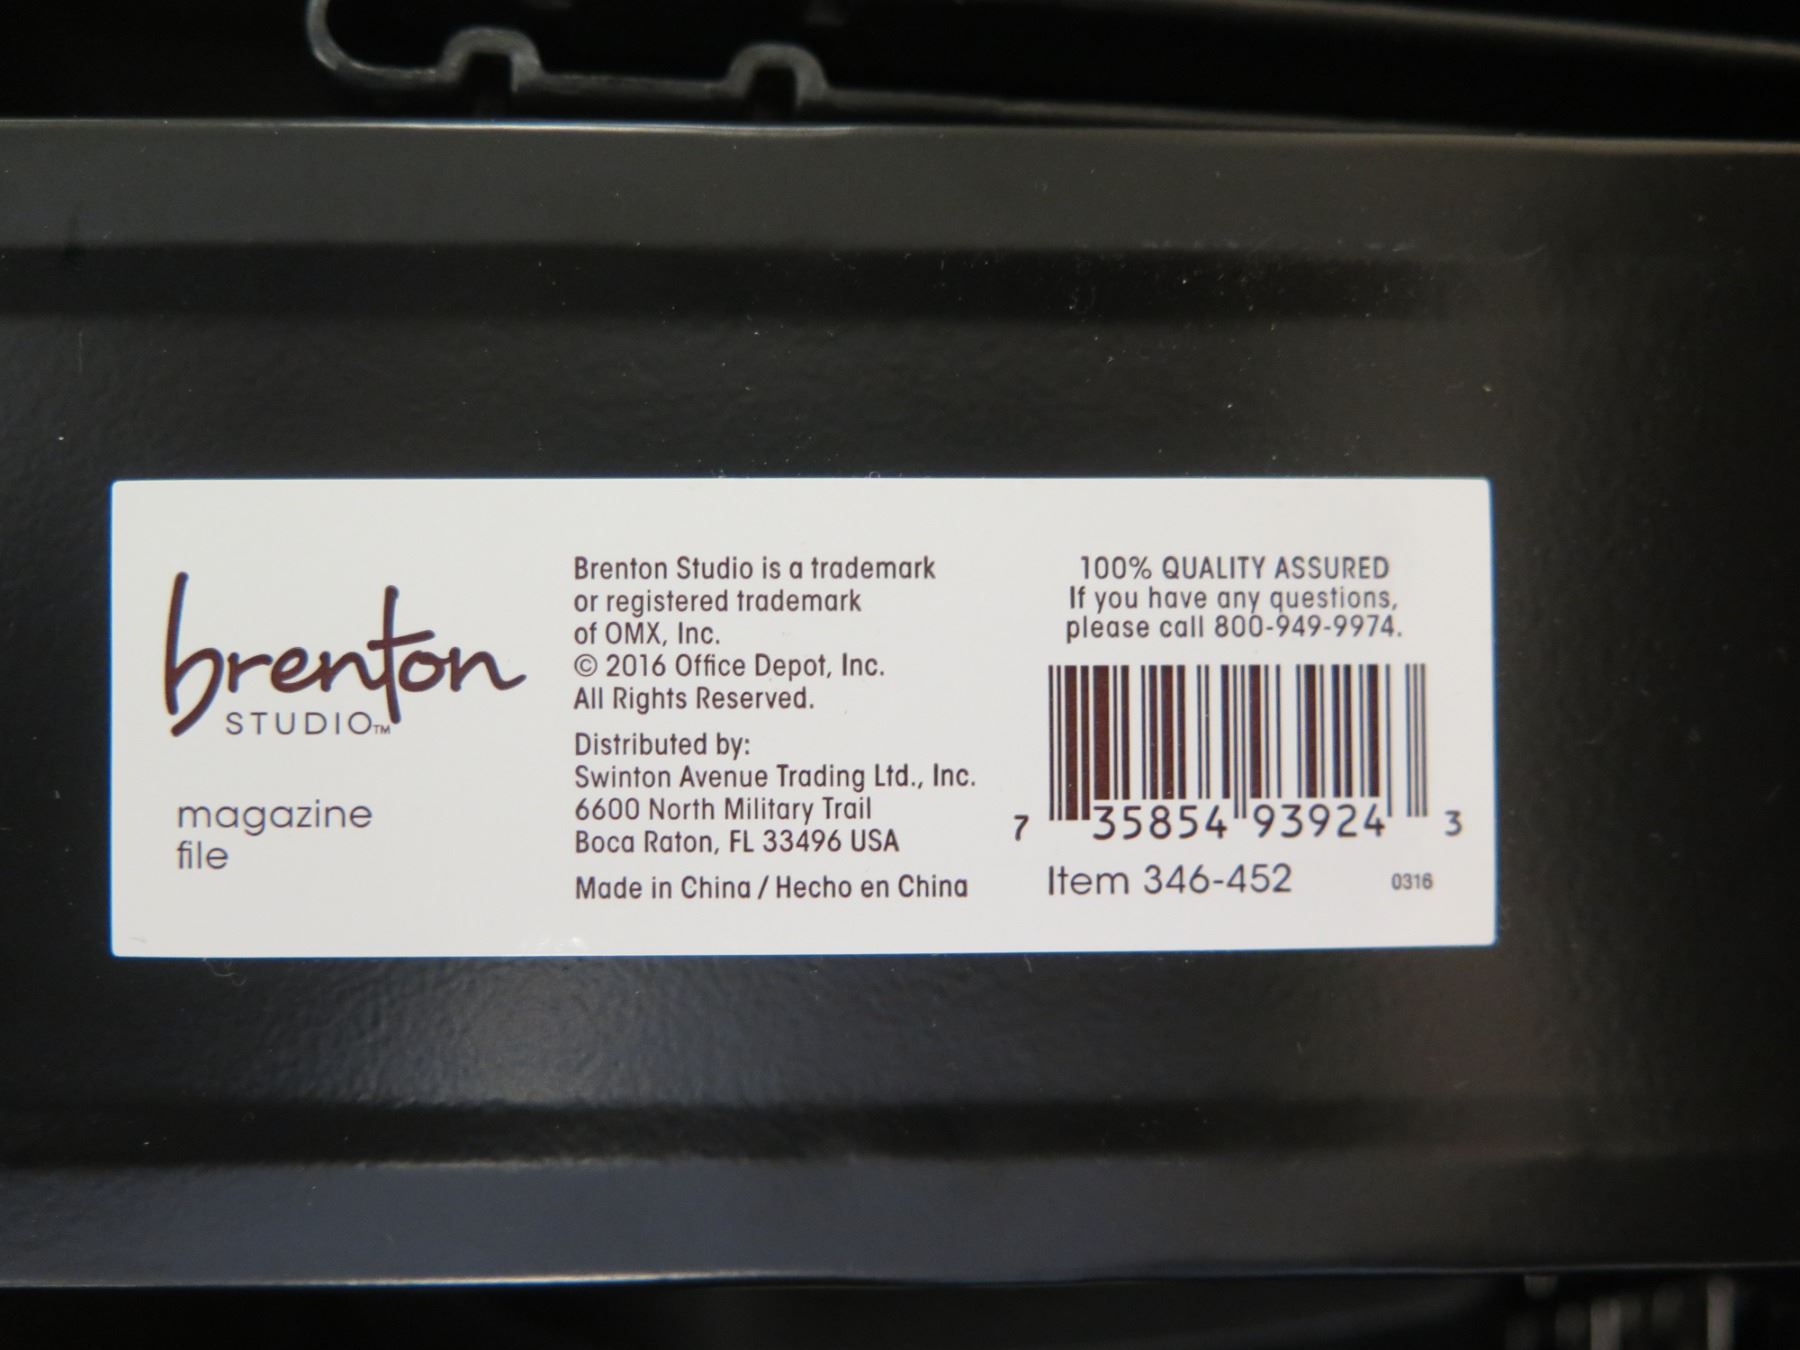 brenton
STUDIO™
magazine
file
Brenton Studio is a trademark
or registered trademark
of OMX, Inc.
© 2016 Office Depot, Inc.
All Rights Reserved.
Distributed by:
Swinton Avenue Trading Ltd., Inc.
6600 North Military Trail
Boca Raton, FL 33496 USA
Made in China / Hecho en China
100% QUALITY ASSURED
If you have any questions,
please call 800-949-9974.
7 35854 93924 3
Item 346-452 0316